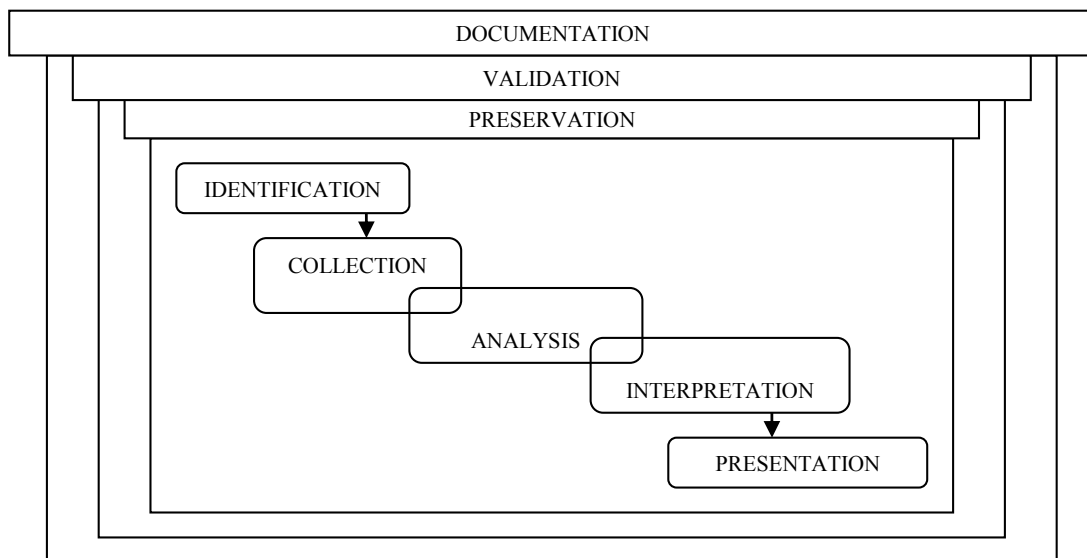 DOCUMENTATION
VALIDATION
PRESERVATION
IDENTIFICATION
COLLECTION
ANALYSIS
INTERPRETATION
PRESENTATION